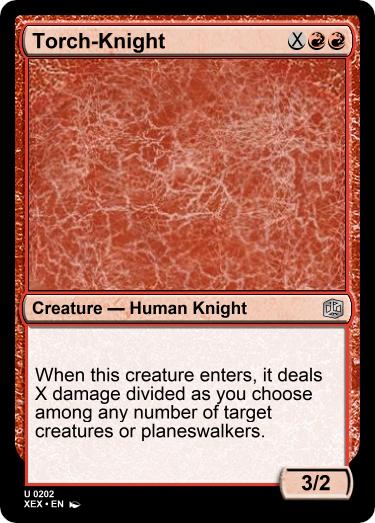 Torch-Knight XRR
Creature — Human Knight
When this creature enters, it deals
X damage divided as you choose
among any number of target
creatures or planeswalkers.
3/2
U 0202
XEX • EN